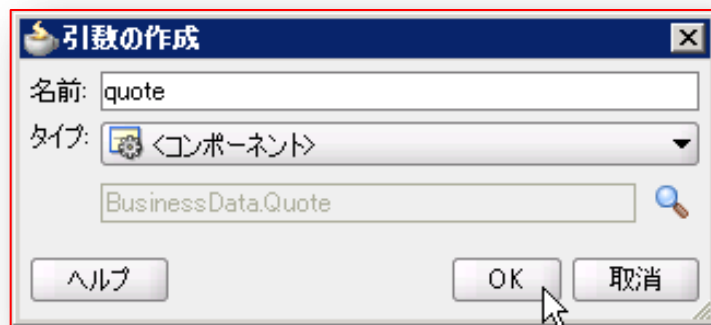 引数の作成
名前: quote
タイプ: <コンポーネント>
BusinessData.Quote
ヘルプ OK 取消